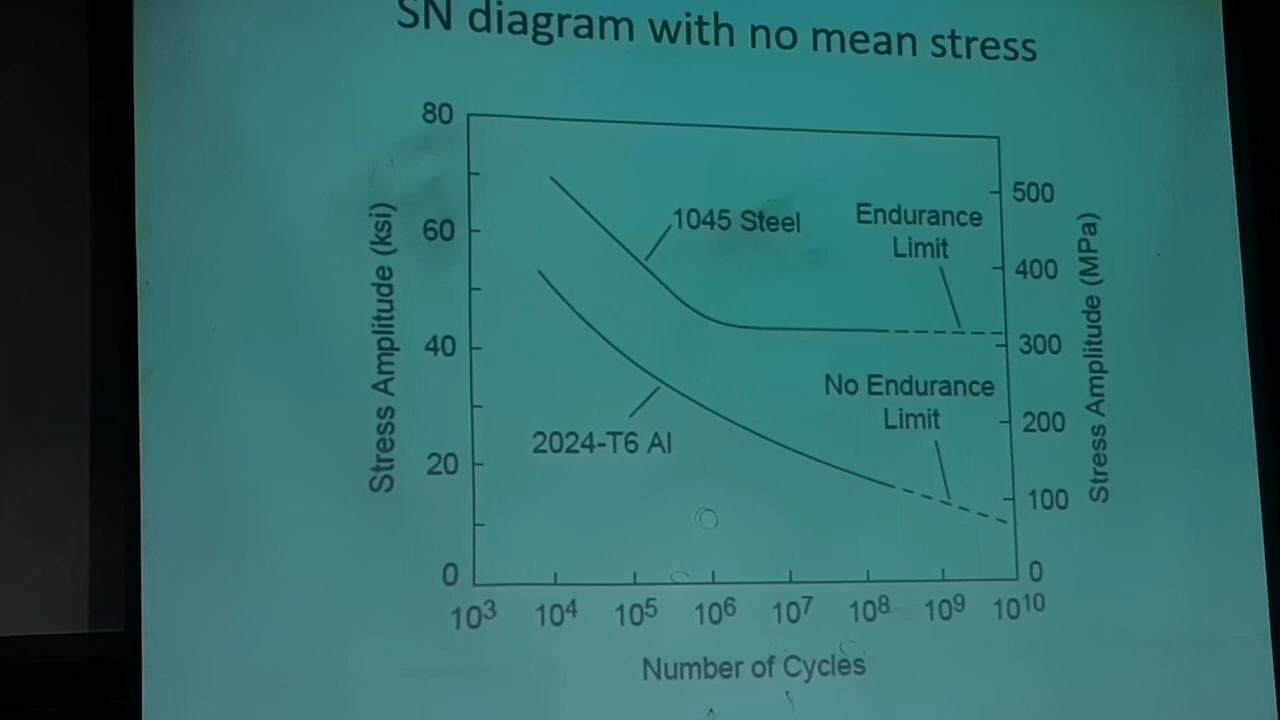 SN diagram with no mean stress
80
60
40
20
0
Stress Amplitude (ksi)
1045 Steel
2024-T6 Al
Endurance
Limit
No Endurance
Limit
500
400
300
200
100
0
Stress Amplitude (MPa)
10³ 10⁴ 10⁵ 10⁶ 10⁷ 10⁸ 10⁹ 10¹⁰
Number of Cycles